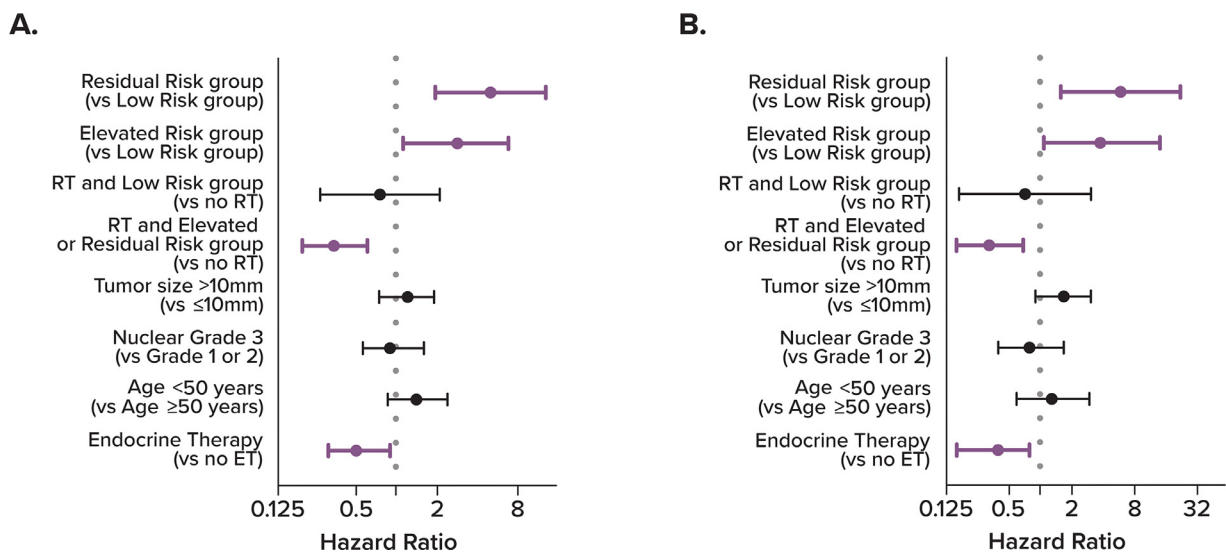 A.
Residual Risk group
(vs Low Risk group)
Elevated Risk group
(vs Low Risk group)
RT and Low Risk group
(vs no RT)
RT and Elevated
or Residual Risk group
(vs no RT)
Tumor size >10mm
(vs ≤10mm)
Nuclear Grade 3
(vs Grade 1 or 2)
Age <50 years
(vs Age ≥50 years)
Endocrine Therapy
(vs no ET)
0.125 0.5 2 8
Hazard Ratio
B.
Residual Risk group
(vs Low Risk group)
Elevated Risk group
(vs Low Risk group)
RT and Low Risk group
(vs no RT)
RT and Elevated
or Residual Risk group
(vs no RT)
Tumor size >10mm
(vs ≤10mm)
Nuclear Grade 3
(vs Grade 1 or 2)
Age <50 years
(vs Age ≥50 years)
Endocrine Therapy
(vs no ET)
0.125 0.5 2 8 32
Hazard Ratio